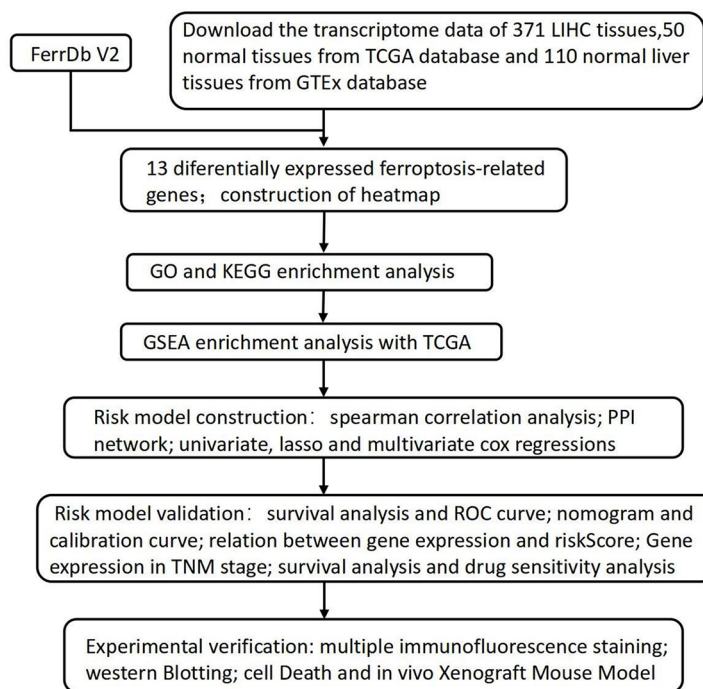 FerrDb V2
Download the transcriptome data of 371 LIHC tissues,50
normal tissues from TCGA database and 110 normal liver
tissues from GTEx database
13 diferentially expressed ferroptosis-related
genes；construction of heatmap
GO and KEGG enrichment analysis
GSEA enrichment analysis with TCGA
Risk model construction：spearman correlation analysis; PPI
network; univariate, lasso and multivariate cox regressions
Risk model validation：survival analysis and ROC curve; nomogram and
calibration curve; relation between gene expression and riskScore; Gene
expression in TNM stage; survival analysis and drug sensitivity analysis
Experimental verification: multiple immunofluorescence staining;
western Blotting; cell Death and in vivo Xenograft Mouse Model